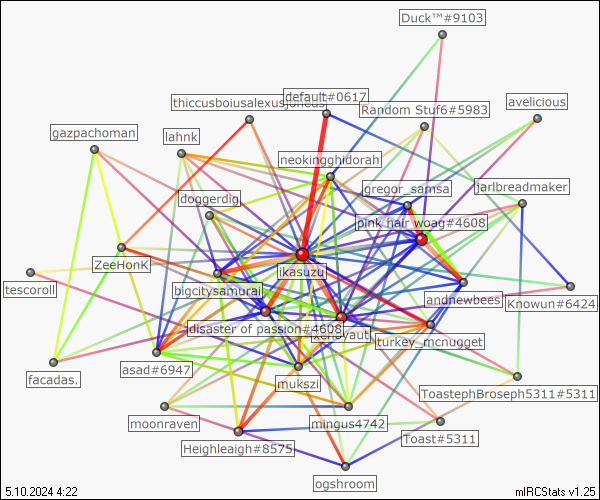 Duck™#9103
thiccusboiusalexusjoncus
default#0617
avelicious
Random Stuf6#5983
gazpachoman
lahnk
neokingghidorah
doggerdig
gregor_samsa
jarlbreadmaker
pink hair woag#4608
ZeeHonK
ikasuzu
tescoroll
bigcitysamurai
andnewbees
Knowun#6424
disaster of passion#4608
turkey_mcnugget
asad#6947
facadas.
mukszi
ToastephBroseph5311#5311
moonraven
mingus4742
Heighleaigh#8575
Toast#5311
ogshroom
5.10.2024 4:22
mIRCStats v1.25